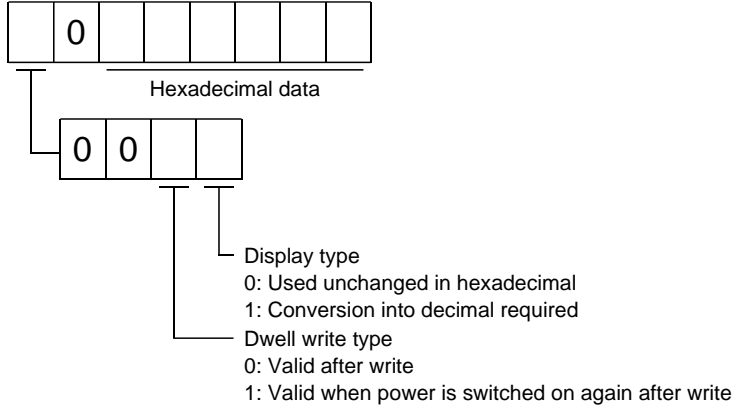 0
Hexadecimal data
0 0
Display type
0: Used unchanged in hexadecimal
1: Conversion into decimal required
Dwell write type
0: Valid after write
1: Valid when power is switched on again after write